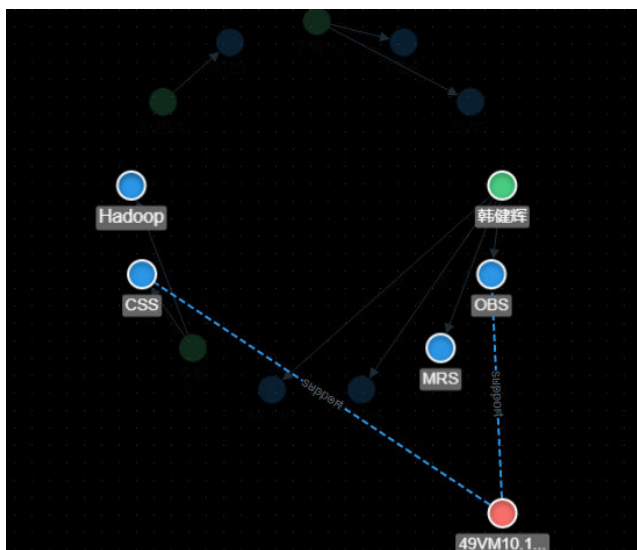 Hadoop
韩健辉
CSS
OBS
MRS
support
support
49VM10.1...